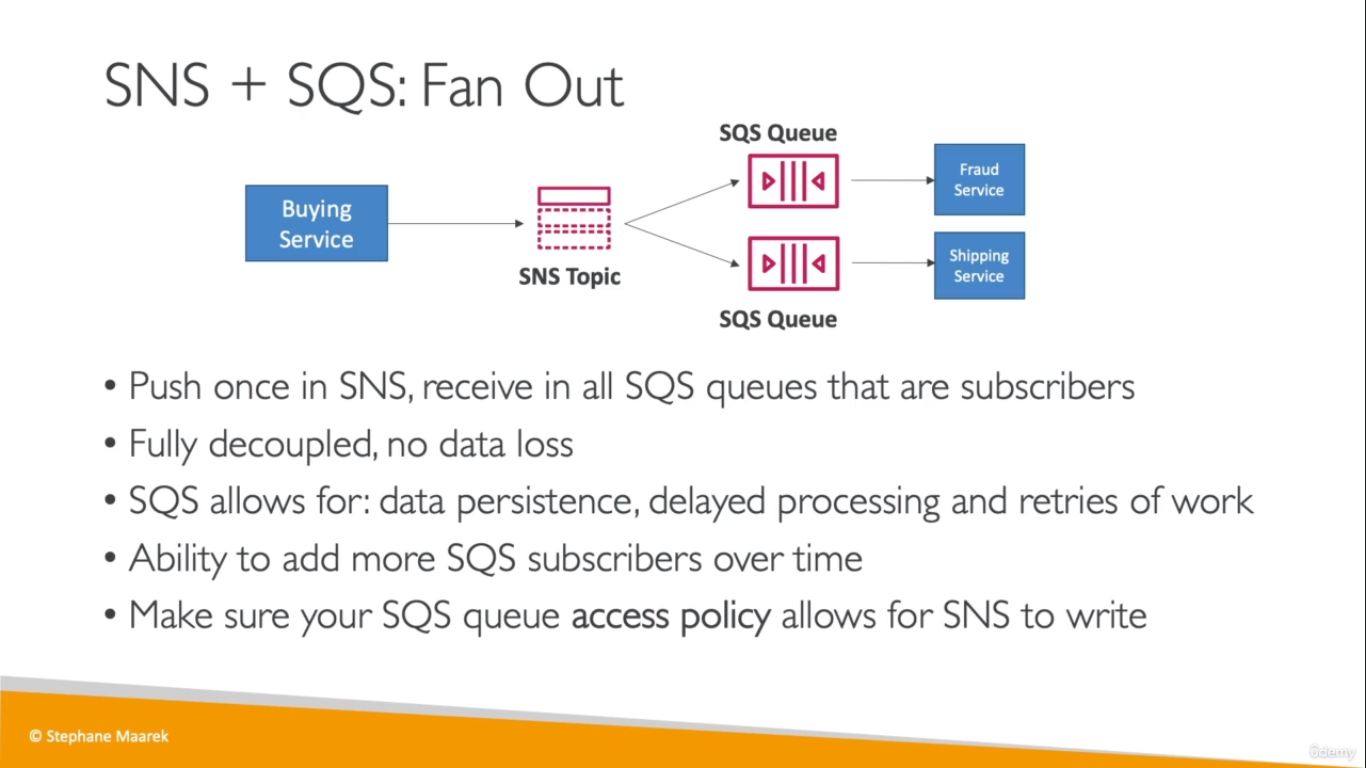 SNS + SQS: Fan Out
SQS Queue
Fraud
Service
Buying
Service
SNS Topic
Shipping
Service
SQS Queue
• Push once in SNS, receive in all SQS queues that are subscribers
• Fully decoupled, no data loss
• SQS allows for: data persistence, delayed processing and retries of work
• Ability to add more SQS subscribers over time
• Make sure your SQS queue access policy allows for SNS to write
© Stephane Maarek
ûdemy